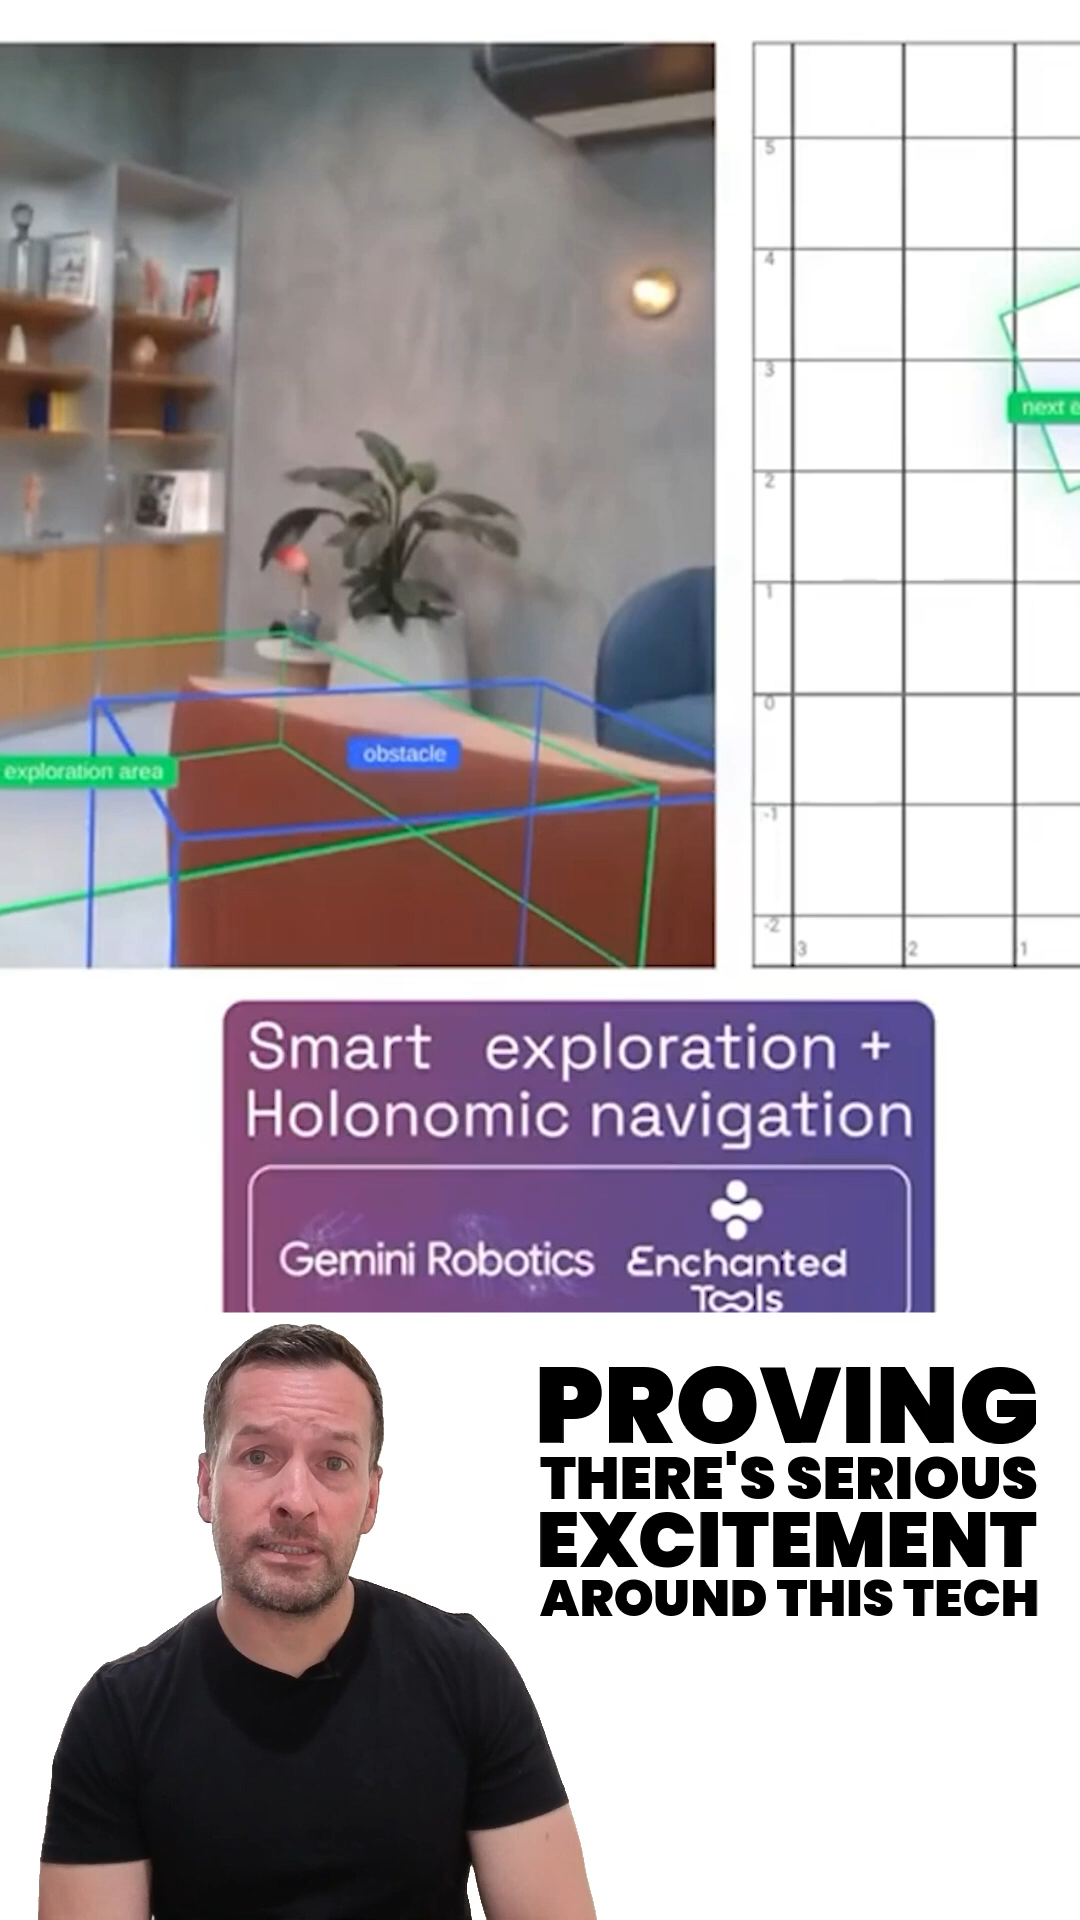 5
4
3
next e
2
1
0
-1
-2
3
2
1
exploration area
obstacle
Smart exploration +
Holonomic navigation
Gemini Robotics
Enchanted
Tools
PROVING
THERE'S SERIOUS
EXCITEMENT
AROUND THIS TECH